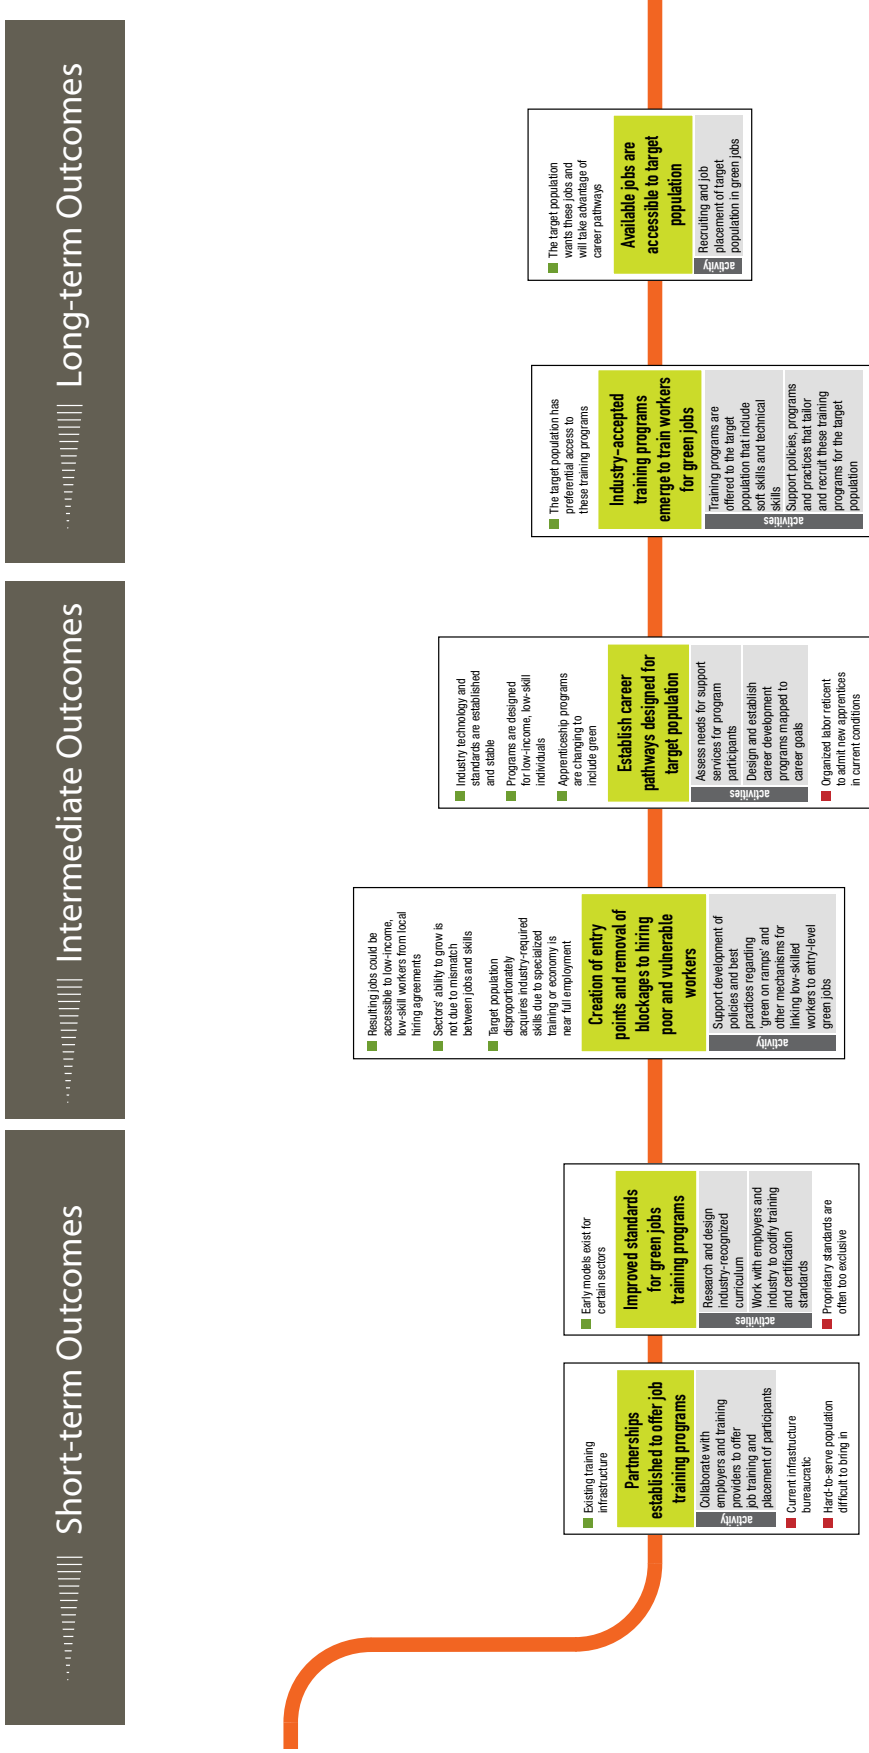 Short-term Outcomes
Intermediate Outcomes
Long-term Outcomes
Existing training
infrastructure
Partnerships
established to offer job
training programs
activity
Collaborate with
employers and training
providers to offer
job training and
placement of participants
Current infrastructure
bureaucratic
Hard-to-serve population
difficult to bring in
Early models exist for
certain sectors
Improved standards
for green jobs
training programs
activities
Research and design
industry-recognized
curriculum
Work with employers and
industry to codify training
and certification
standards
Proprietary standards are
often too exclusive
Resulting jobs could be
accessible to low-income,
low-skill workers from local
hiring agreements
Sectors' ability to grow is
not due to mismatch
between jobs and skills
Target population
disproportionately
acquires industry-required
skills due to specialized
training or economy is
near full employment
Creation of entry
points and removal of
blockages to hiring
poor and vulnerable
workers
activity
Support development of
policies and best
practices regarding
'green on ramps' and
other mechanisms for
linking low-skilled
workers to entry-level
green jobs
Industry technology and
standards are established
and stable
Programs are designed
for low-income, low-skill
individuals
Apprenticeship programs
are changing to
include green
Establish career
pathways designed for
target population
activities
Assess needs for support
services for program
participants
Design and establish
career development
programs mapped to
career goals
Organized labor reticent
to admit new apprentices
in current conditions
The target population has
preferential access to
these training programs
Industry-accepted
training programs
emerge to train workers
for green jobs
activities
Training programs are
offered to the target
population that include
soft skills and technical
skills
Support policies, programs
and practices that tailor
and recruit these training
programs for the target
population
The target population
wants these jobs and
will take advantage of
career pathways
Available jobs are
accessible to target
population
activity
Recruiting and job
placement of target
population in green jobs